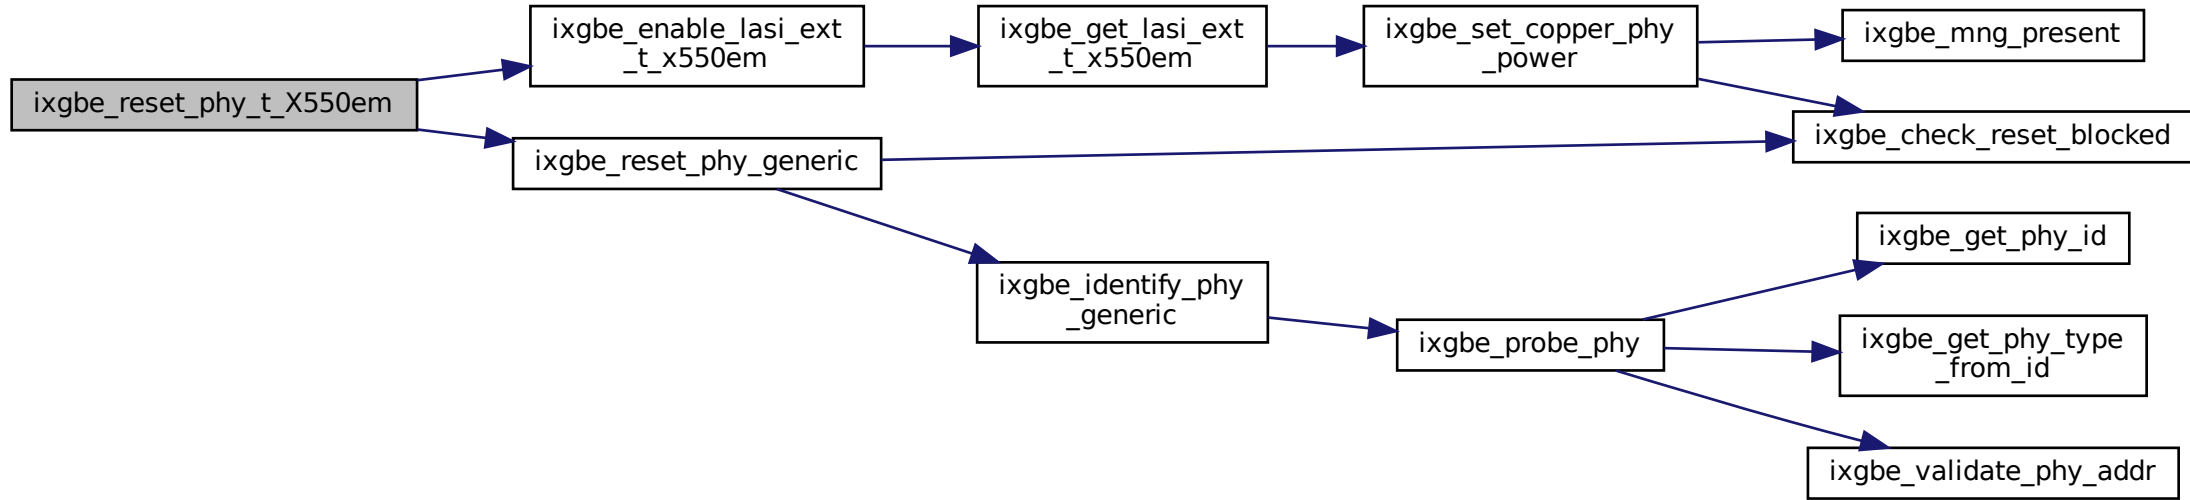 ixgbe_reset_phy_t_X550em
ixgbe_enable_lasi_ext
_t_x550em
ixgbe_get_lasi_ext
_t_x550em
ixgbe_set_copper_phy
_power
ixgbe_mng_present
ixgbe_check_reset_blocked
ixgbe_reset_phy_generic
ixgbe_identify_phy
_generic
ixgbe_probe_phy
ixgbe_get_phy_id
ixgbe_get_phy_type
_from_id
ixgbe_validate_phy_addr